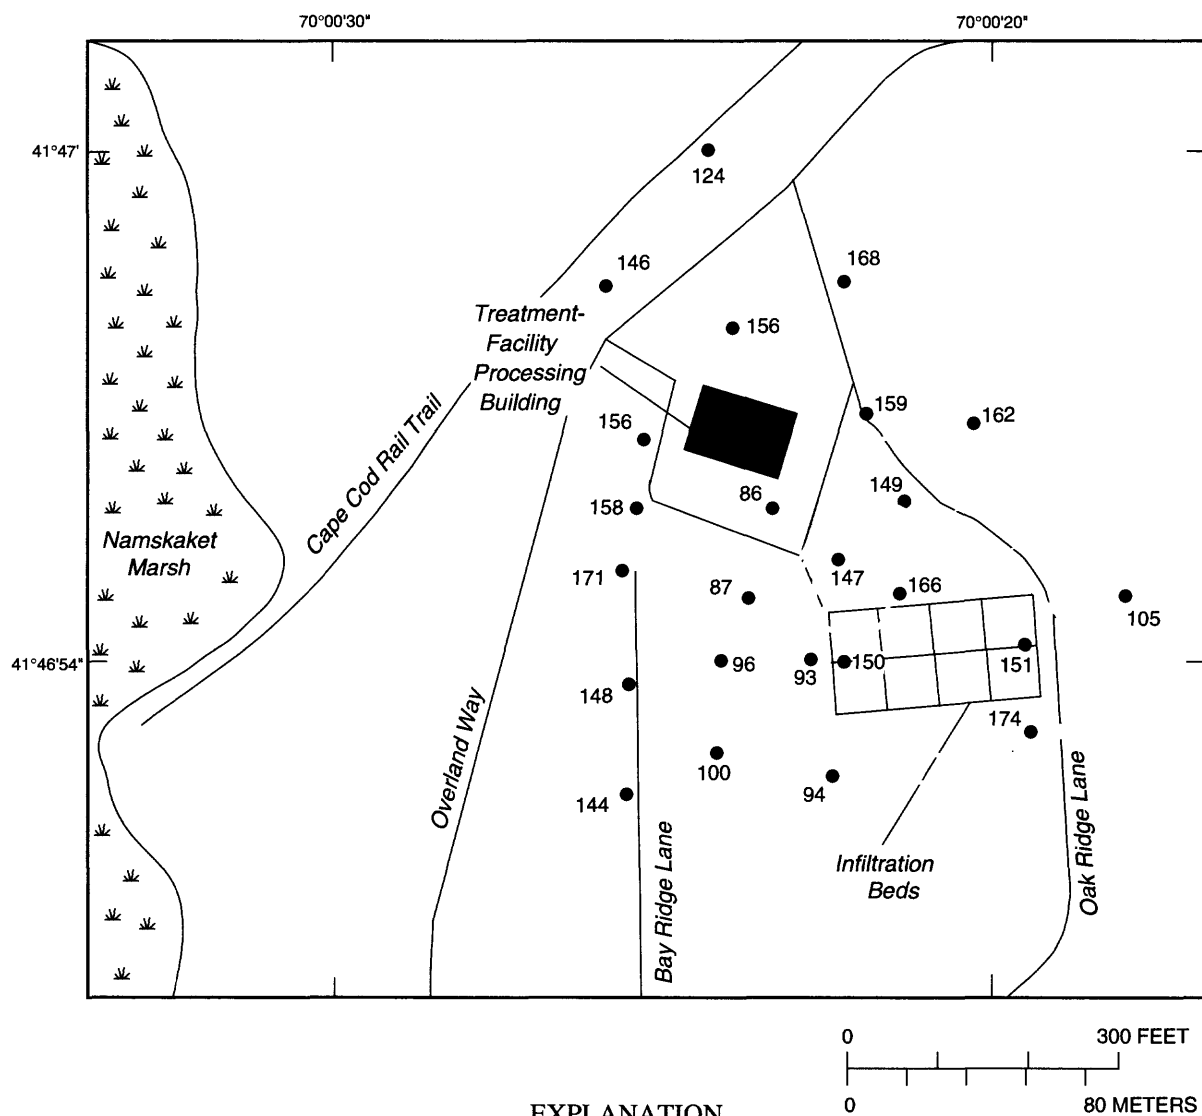 70°00'30"
70°00'20"
41°47'
124
146
168
Treatment-
Facility
Processing
Building
156
159
162
Cape Cod Rail Trail
156
86
149
158
Namskaket
Marsh
171
147
87
166
105
41°46'54"
96
93
150
151
148
174
Overland Way
100
94
144
Infiltration
Beds
Bay Ridge Lane
Oak Ridge Lane
0 300 FEET
0 80 METERS
EXPLANATION